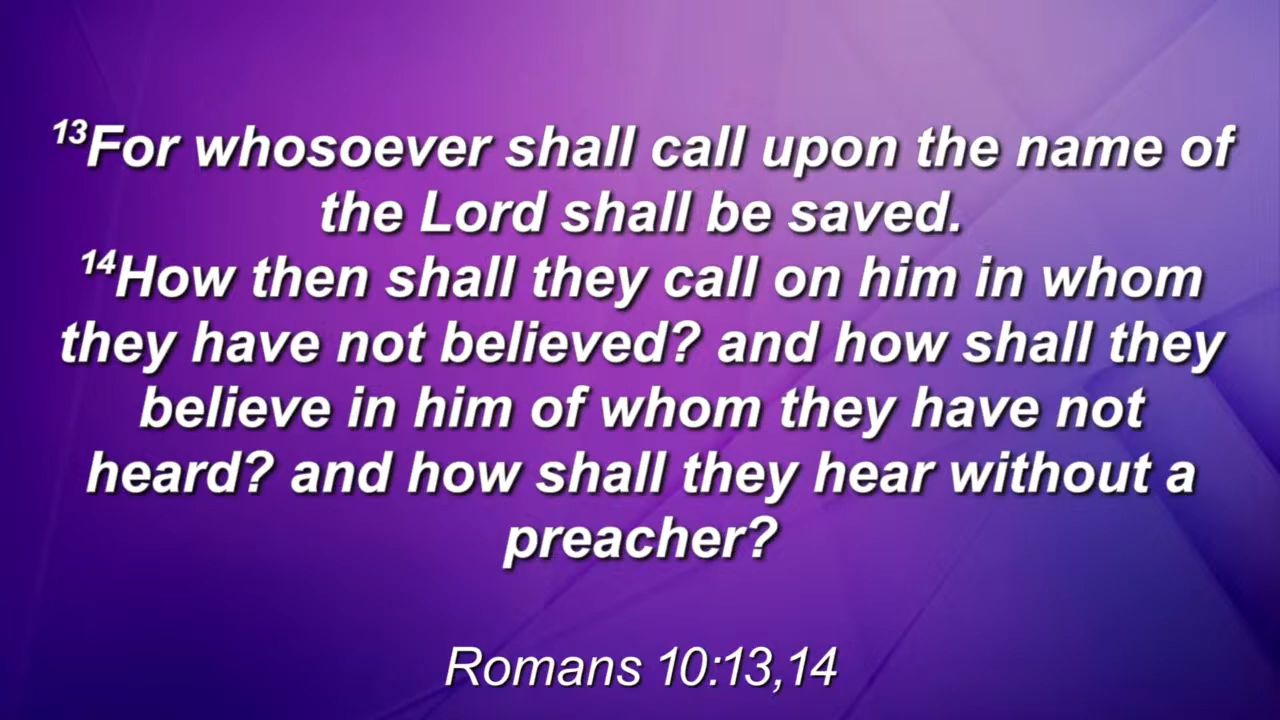 ¹³For whosoever shall call upon the name of
the Lord shall be saved.
¹⁴How then shall they call on him in whom
they have not believed? and how shall they
believe in him of whom they have not
heard? and how shall they hear without a
preacher?
Romans 10:13,14